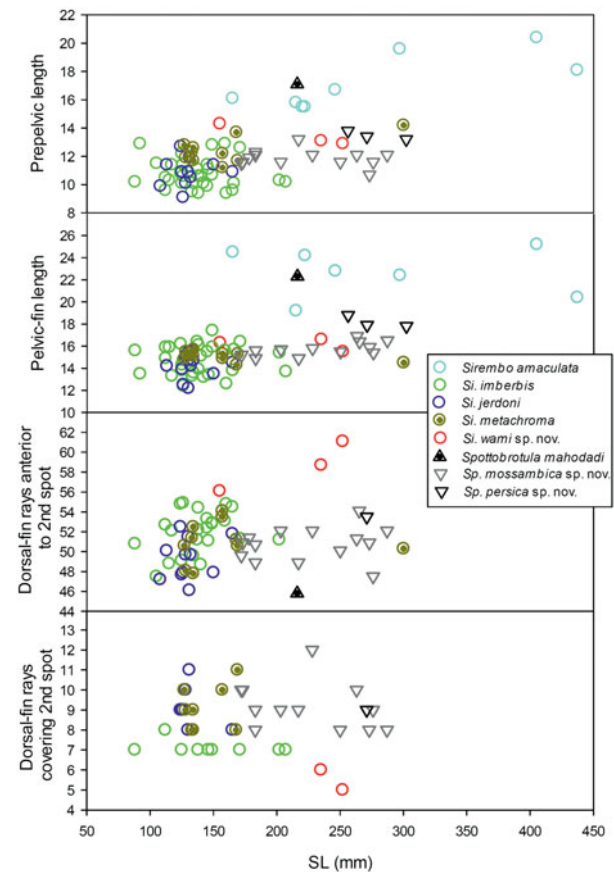 22
20
18
16
14
12
10
8
Prepelvic length
26
24
22
20
18
16
14
12
10
Pelvic-fin length
62
60
58
56
54
52
50
48
46
44
Dorsal-fin rays anterior
to 2nd spot
13
12
11
10
9
8
7
6
5
4
Dorsal-fin rays
covering 2nd spot
Sirembo amaculata
Si. imberbis
Si. jerdoni
Si. metachroma
Si. wami sp. nov.
Spottobrotula mahodadi
Sp. mossambica sp. nov.
Sp. persica sp. nov.
50 100 150 200 250 300 350 400 450
SL (mm)